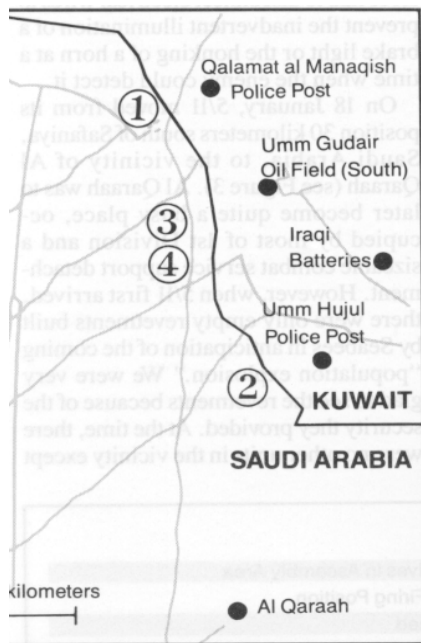 Qalamat al Manaqish
Police Post
①
Umm Gudair
Oil Field (South)
③
Iraqi
Batteries
④
Umm Hujul
Police Post
②
KUWAIT
SAUDI ARABIA
kilometers
Al Qaraah